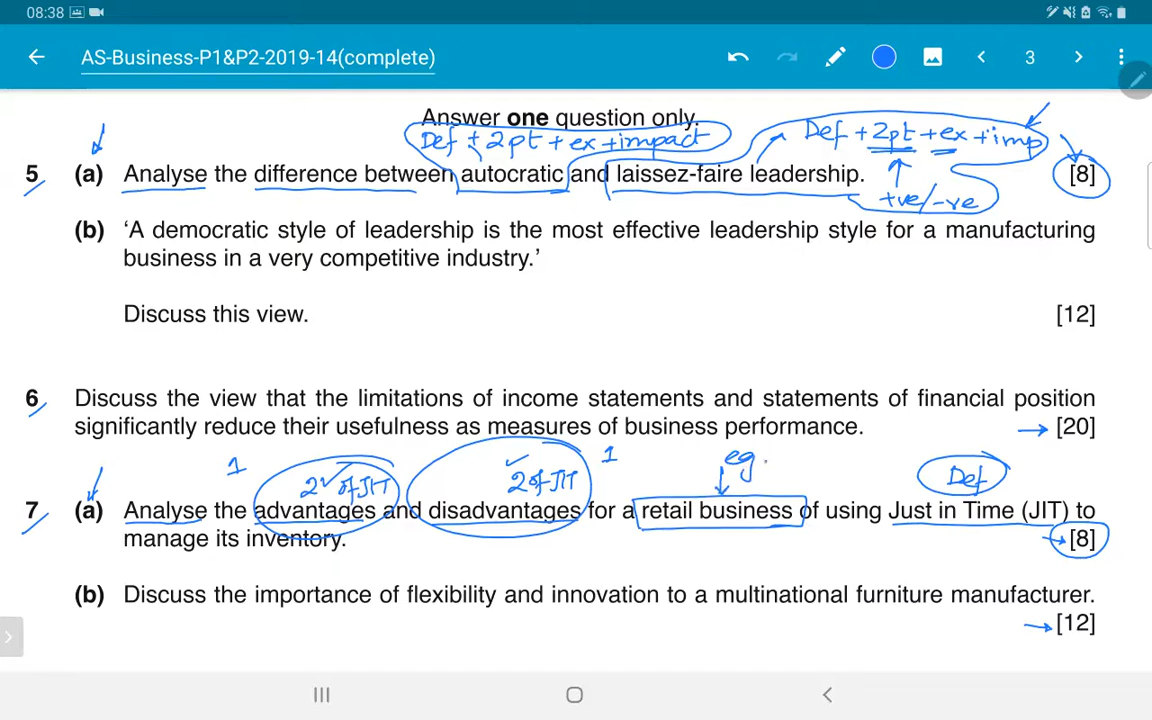 08:38
AS-Business-P1&P2-2019-14(complete)
3
Answer one question only.
Def + 2pt + ex + impact
Def + 2pt + ex + imp
5 (a) Analyse the difference between autocratic and laissez-faire leadership. [8]
+ve/-ve
(b) ‘A democratic style of leadership is the most effective leadership style for a manufacturing
business in a very competitive industry.’
Discuss this view. [12]
6 Discuss the view that the limitations of income statements and statements of financial position
significantly reduce their usefulness as measures of business performance. [20]
1 2 of JIT 2 of JIT 1 eg Def
7 (a) Analyse the advantages and disadvantages for a retail business of using Just in Time (JIT) to
manage its inventory. [8]
(b) Discuss the importance of flexibility and innovation to a multinational furniture manufacturer.
[12]